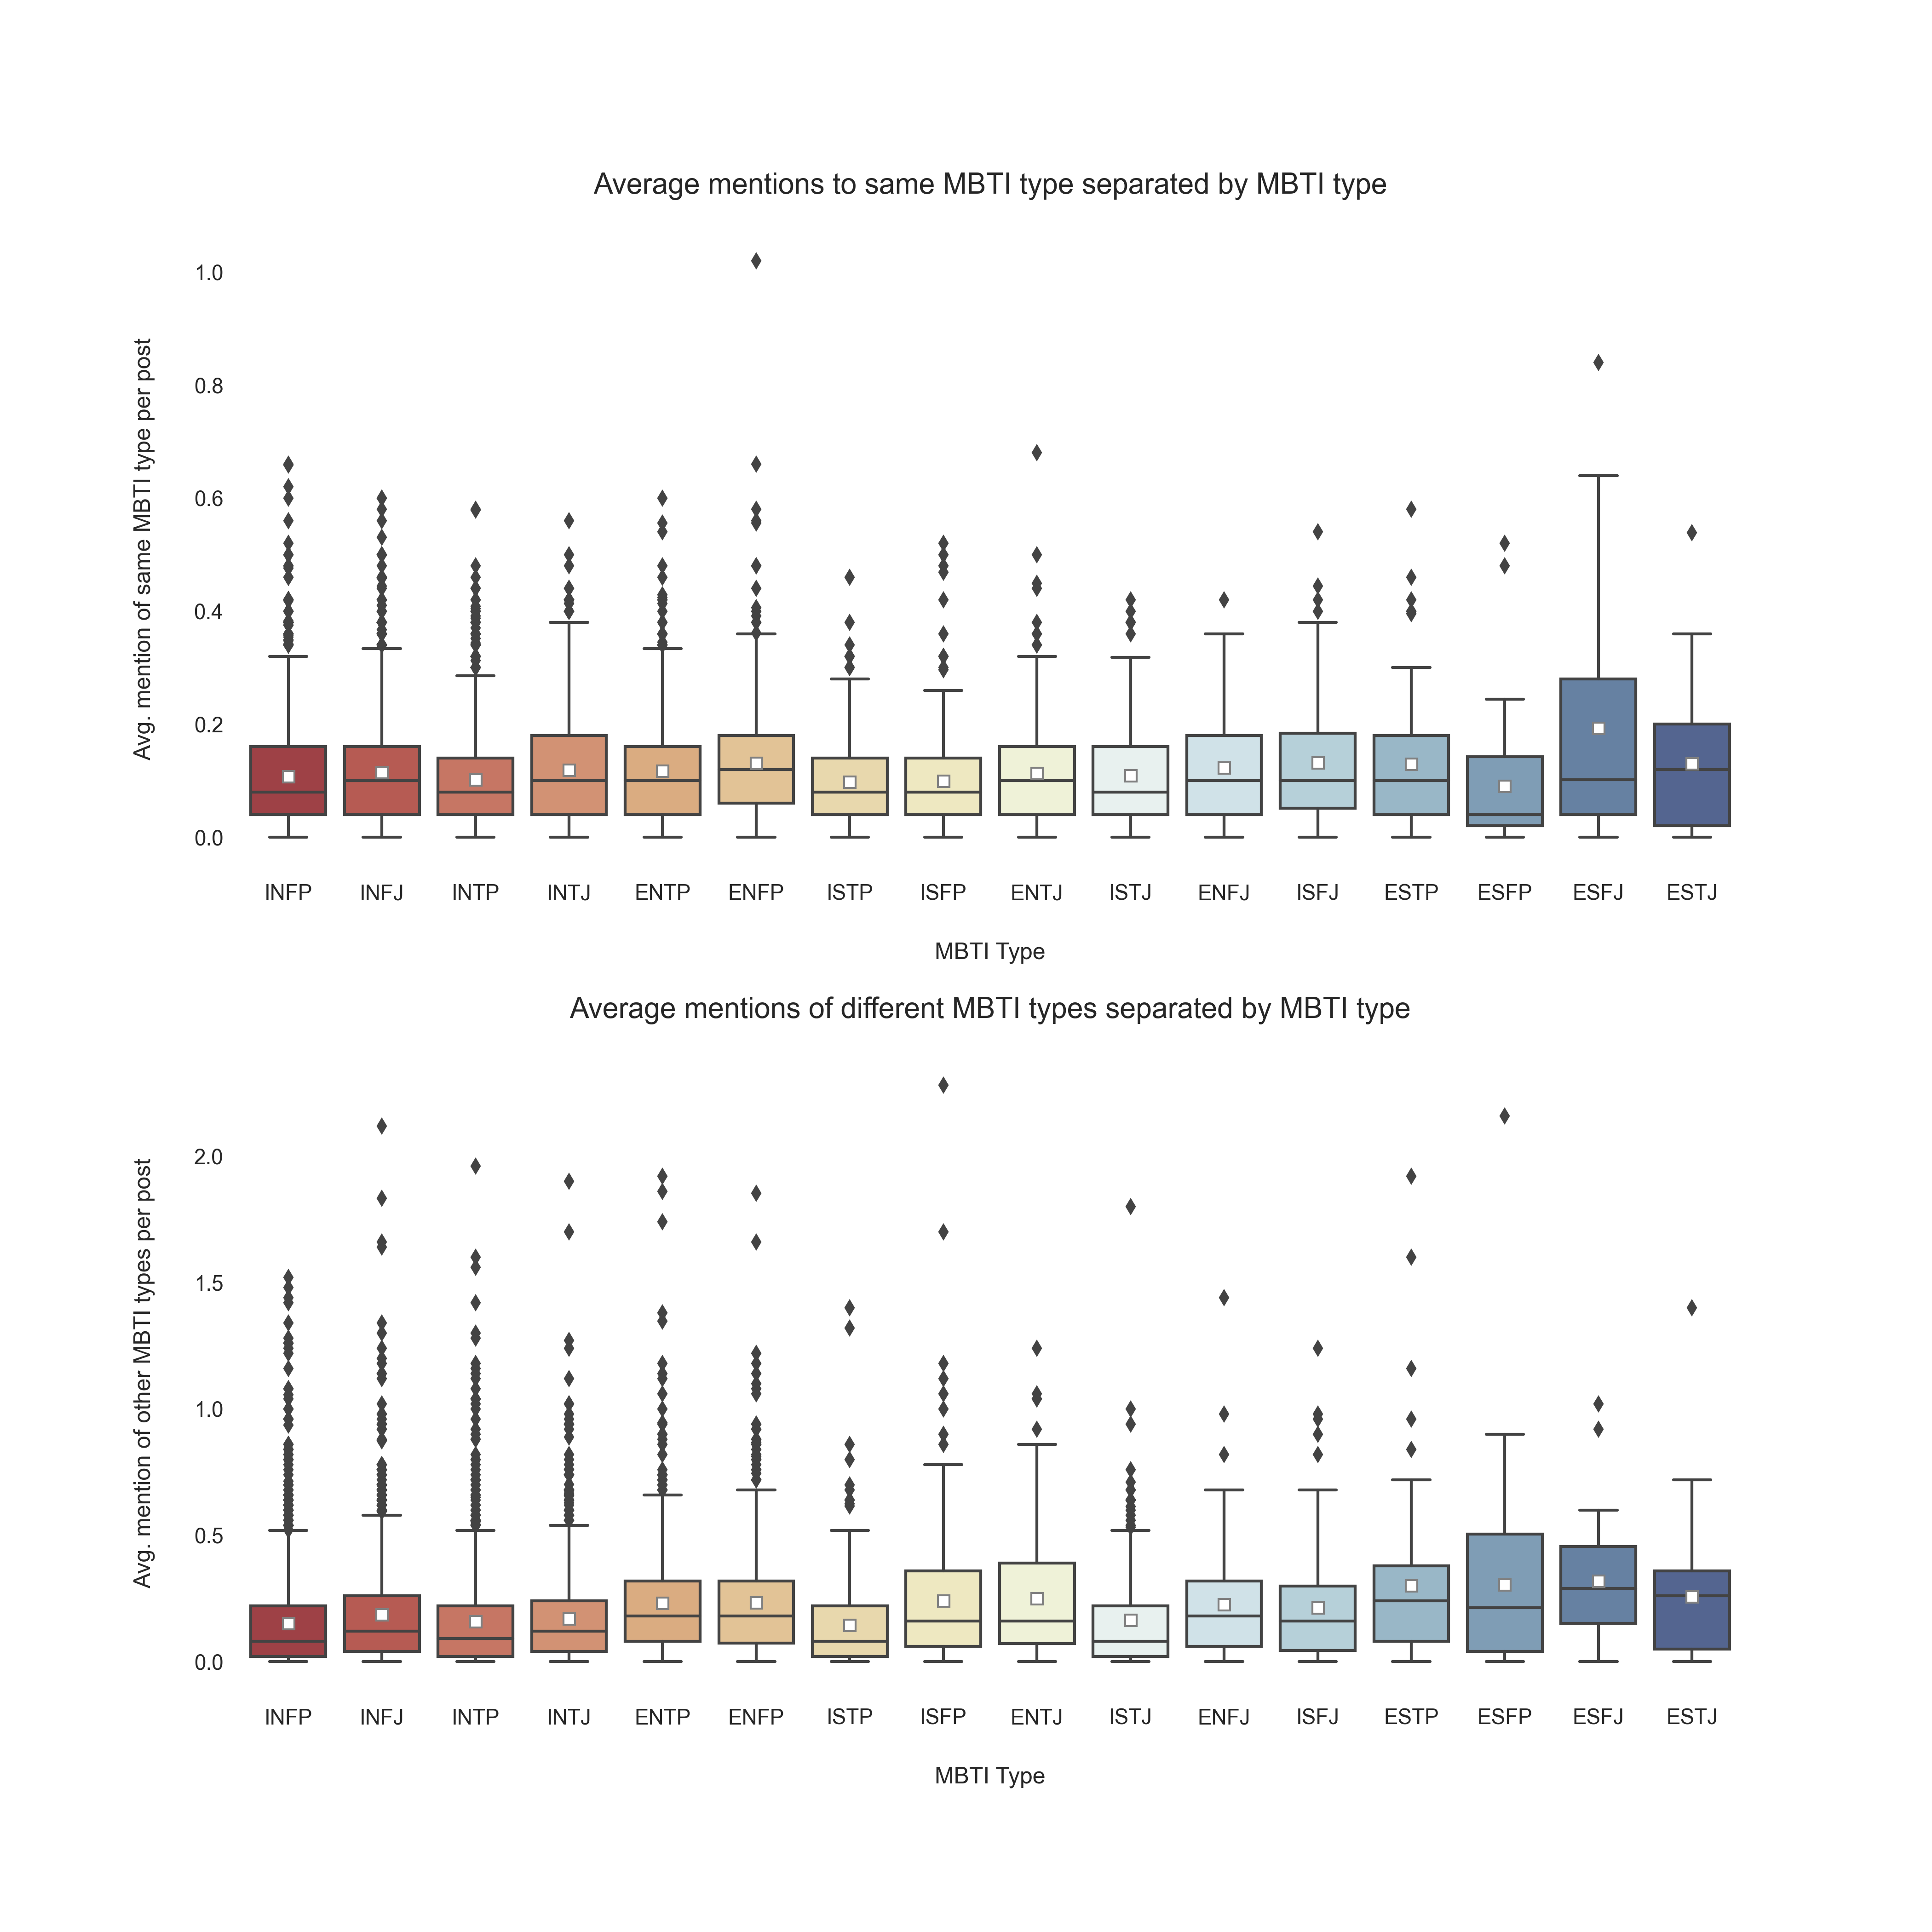 Average mentions to same MBTI type separated by MBTI type
Avg. mention of same MBTI type per post
1.0
0.8
0.6
0.4
0.2
0.0
INFP INFJ INTP INTJ ENTP ENFP ISTP ISFP ENTJ ISTJ ENFJ ISFJ ESTP ESFP ESFJ ESTJ
MBTI Type
Average mentions of different MBTI types separated by MBTI type
Avg. mention of other MBTI types per post
2.0
1.5
1.0
0.5
0.0
INFP INFJ INTP INTJ ENTP ENFP ISTP ISFP ENTJ ISTJ ENFJ ISFJ ESTP ESFP ESFJ ESTJ
MBTI Type